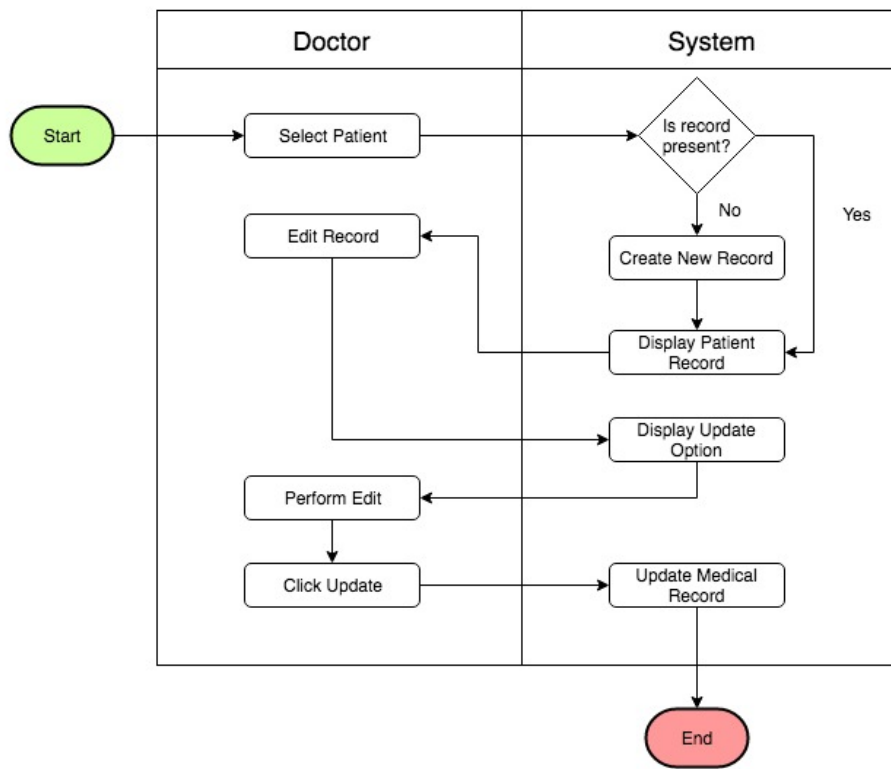 Doctor
System
Start
Select Patient
Is record
present?
No
Yes
Edit Record
Create New Record
Display Patient
Record
Display Update
Option
Perform Edit
Click Update
Update Medical
Record
End